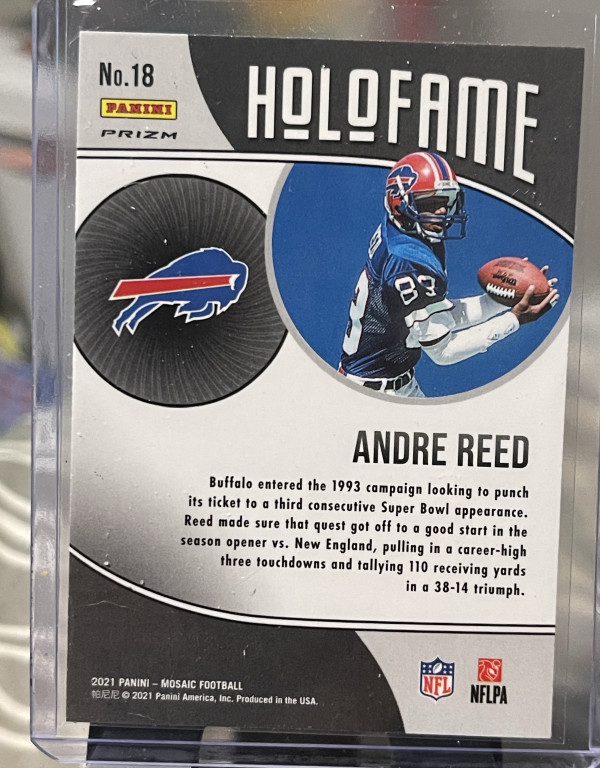 No.18
PANINI
PRIZM
HOLOFAME
REED
83
ANDRE REED
Buffalo entered the 1993 campaign looking to punch
its ticket to a third consecutive Super Bowl appearance.
Reed made sure that quest got off to a good start in the
season opener vs. New England, pulling in a career-high
three touchdowns and tallying 110 receiving yards
in a 38-14 triumph.
2021 PANINI – MOSAIC FOOTBALL
帕尼尼 © 2021 Panini America, Inc. Produced in the USA.
NFL
NFLPA